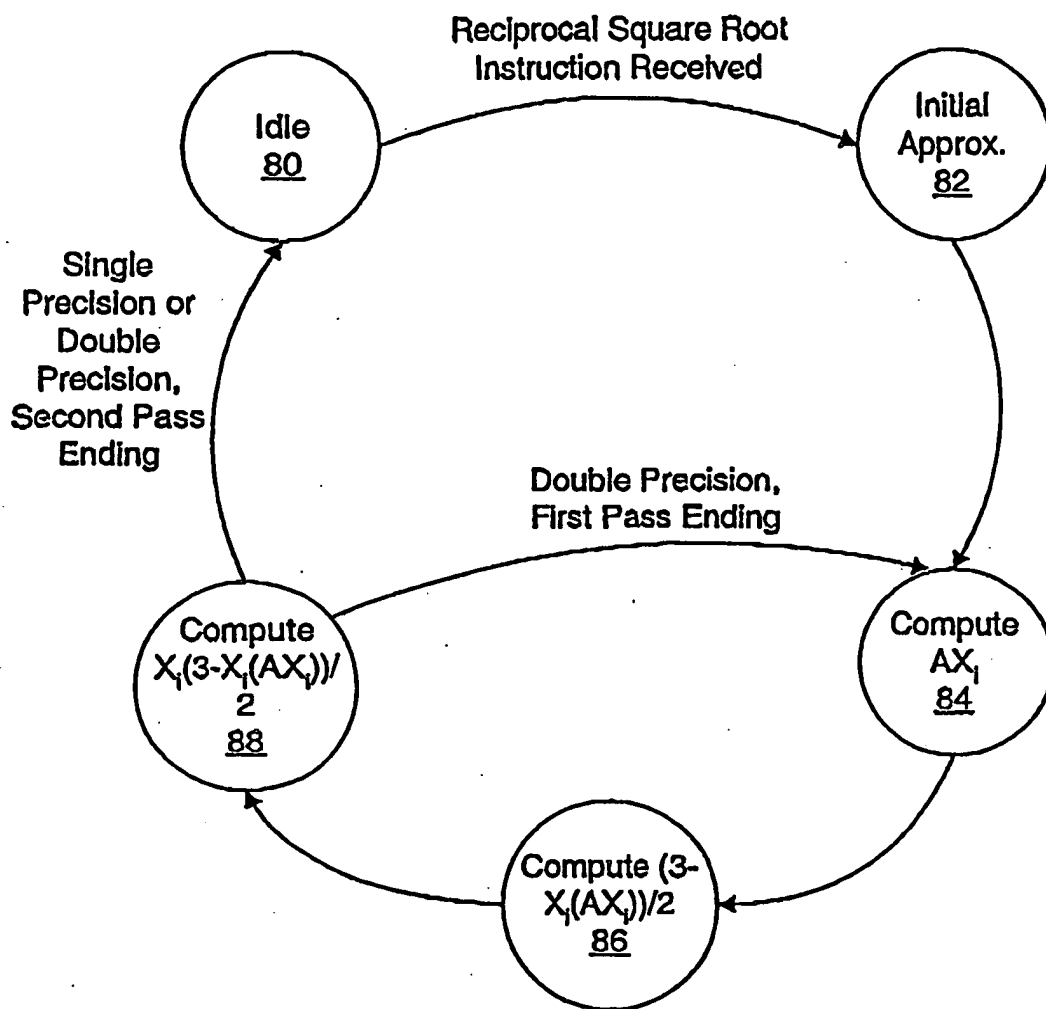 Reciprocal Square Root
Instruction Received
Idle
80
Initial
Approx.
82
Single
Precision or
Double
Precision,
Second Pass
Ending
Double Precision,
First Pass Ending
Compute
Xᵢ(3-Xᵢ(AXᵢ))/
2
88
Compute
AXᵢ
84
Compute (3-
Xᵢ(AXᵢ))/2
86